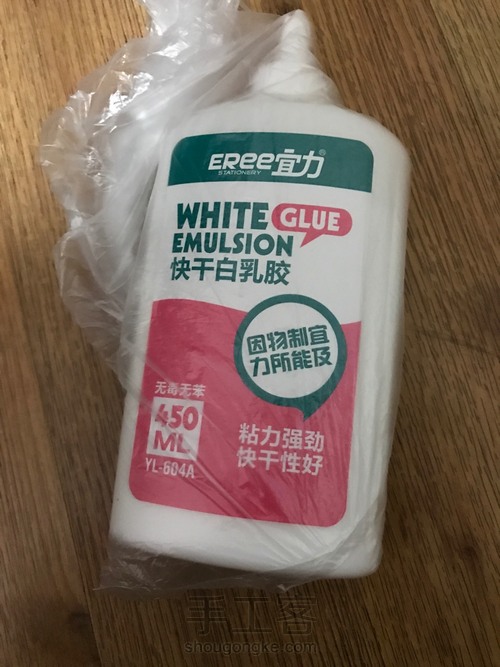 EReee宜力®
STATIONERY
WHITE GLUE
EMULSION
快干白乳胶
因物制宜
力所能及
无毒无苯
450
ML
YL-604A
粘力强劲
快干性好
手工客
shougongke.com